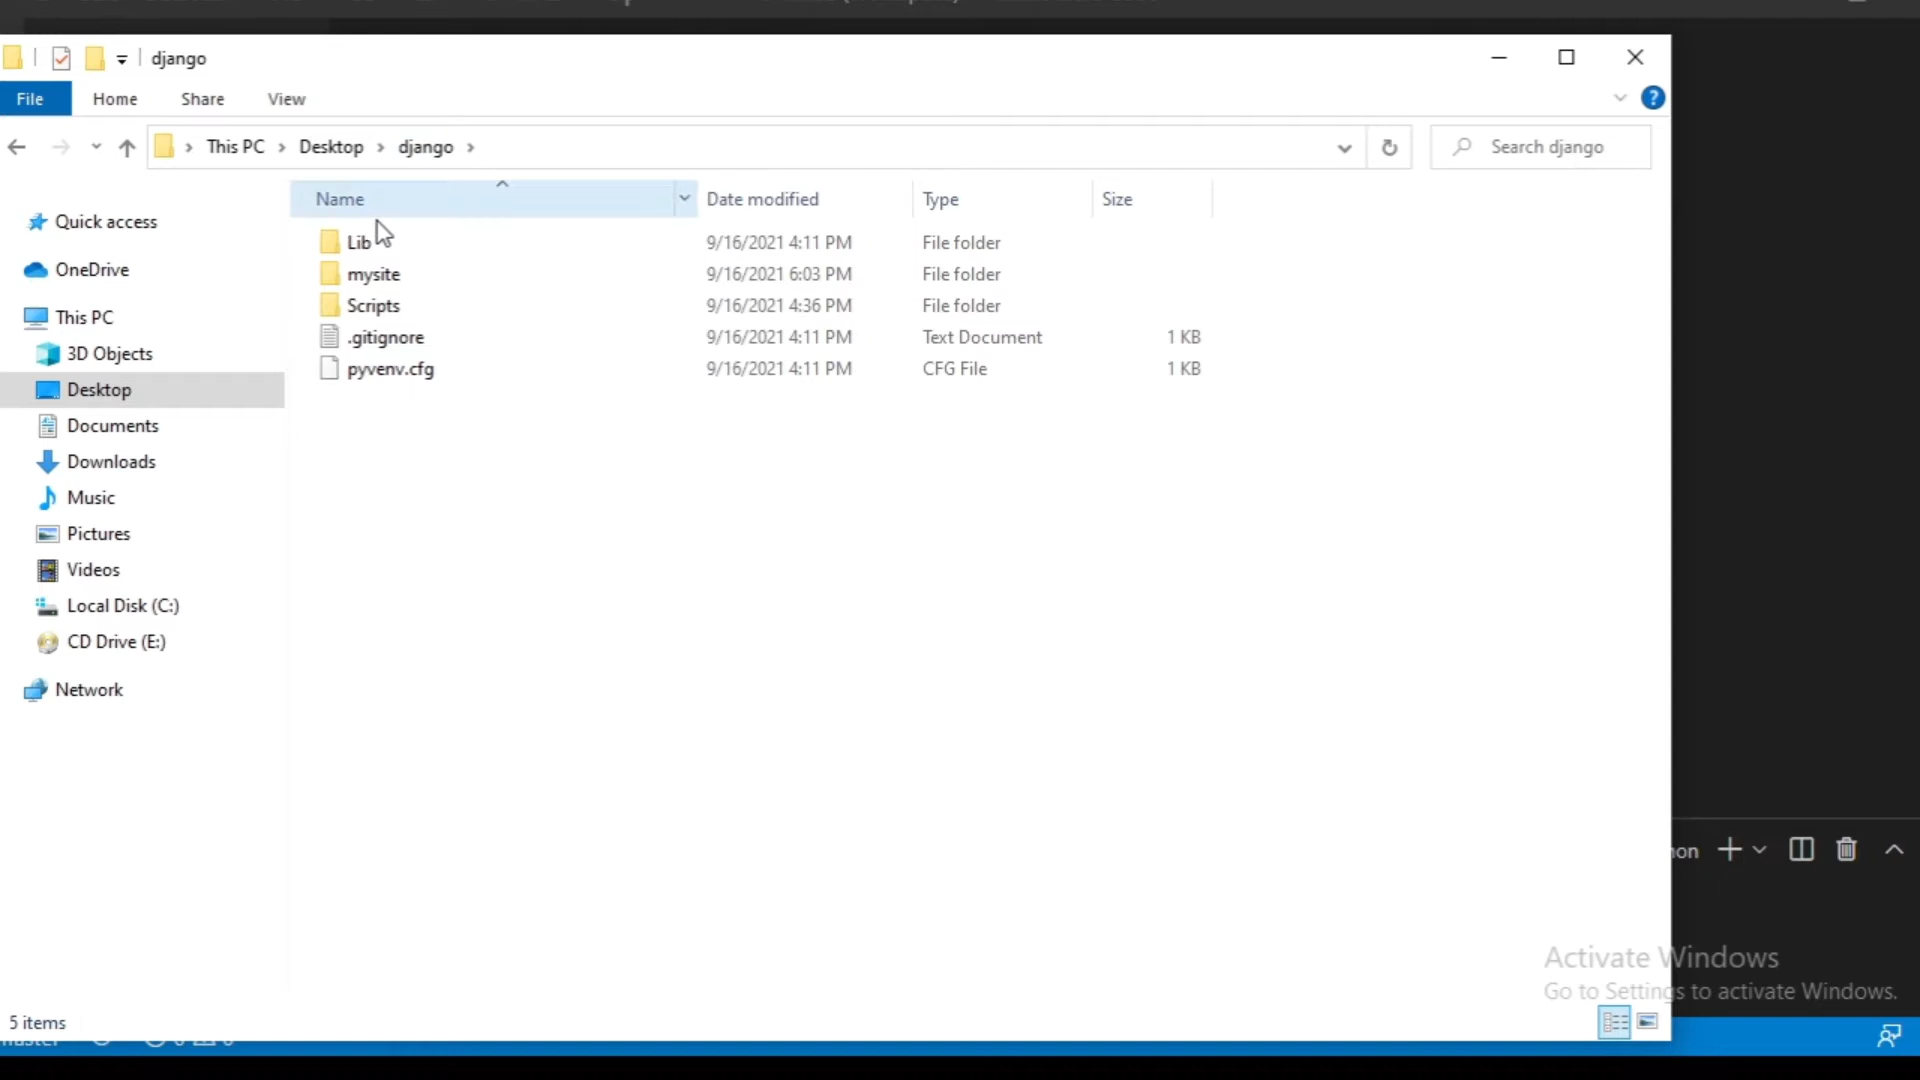 django
File Home Share View
This PC > Desktop > django >
Search django
Name Date modified Type Size
Quick access
OneDrive
This PC
3D Objects
Desktop
Documents
Downloads
Music
Pictures
Videos
Local Disk (C:)
CD Drive (E:)
Network
Lib 9/16/2021 4:11 PM File folder
mysite 9/16/2021 6:03 PM File folder
Scripts 9/16/2021 4:36 PM File folder
.gitignore 9/16/2021 4:11 PM Text Document 1 KB
pyvenv.cfg 9/16/2021 4:11 PM CFG File 1 KB
Activate Windows
Go to Settings to activate Windows.
5 items